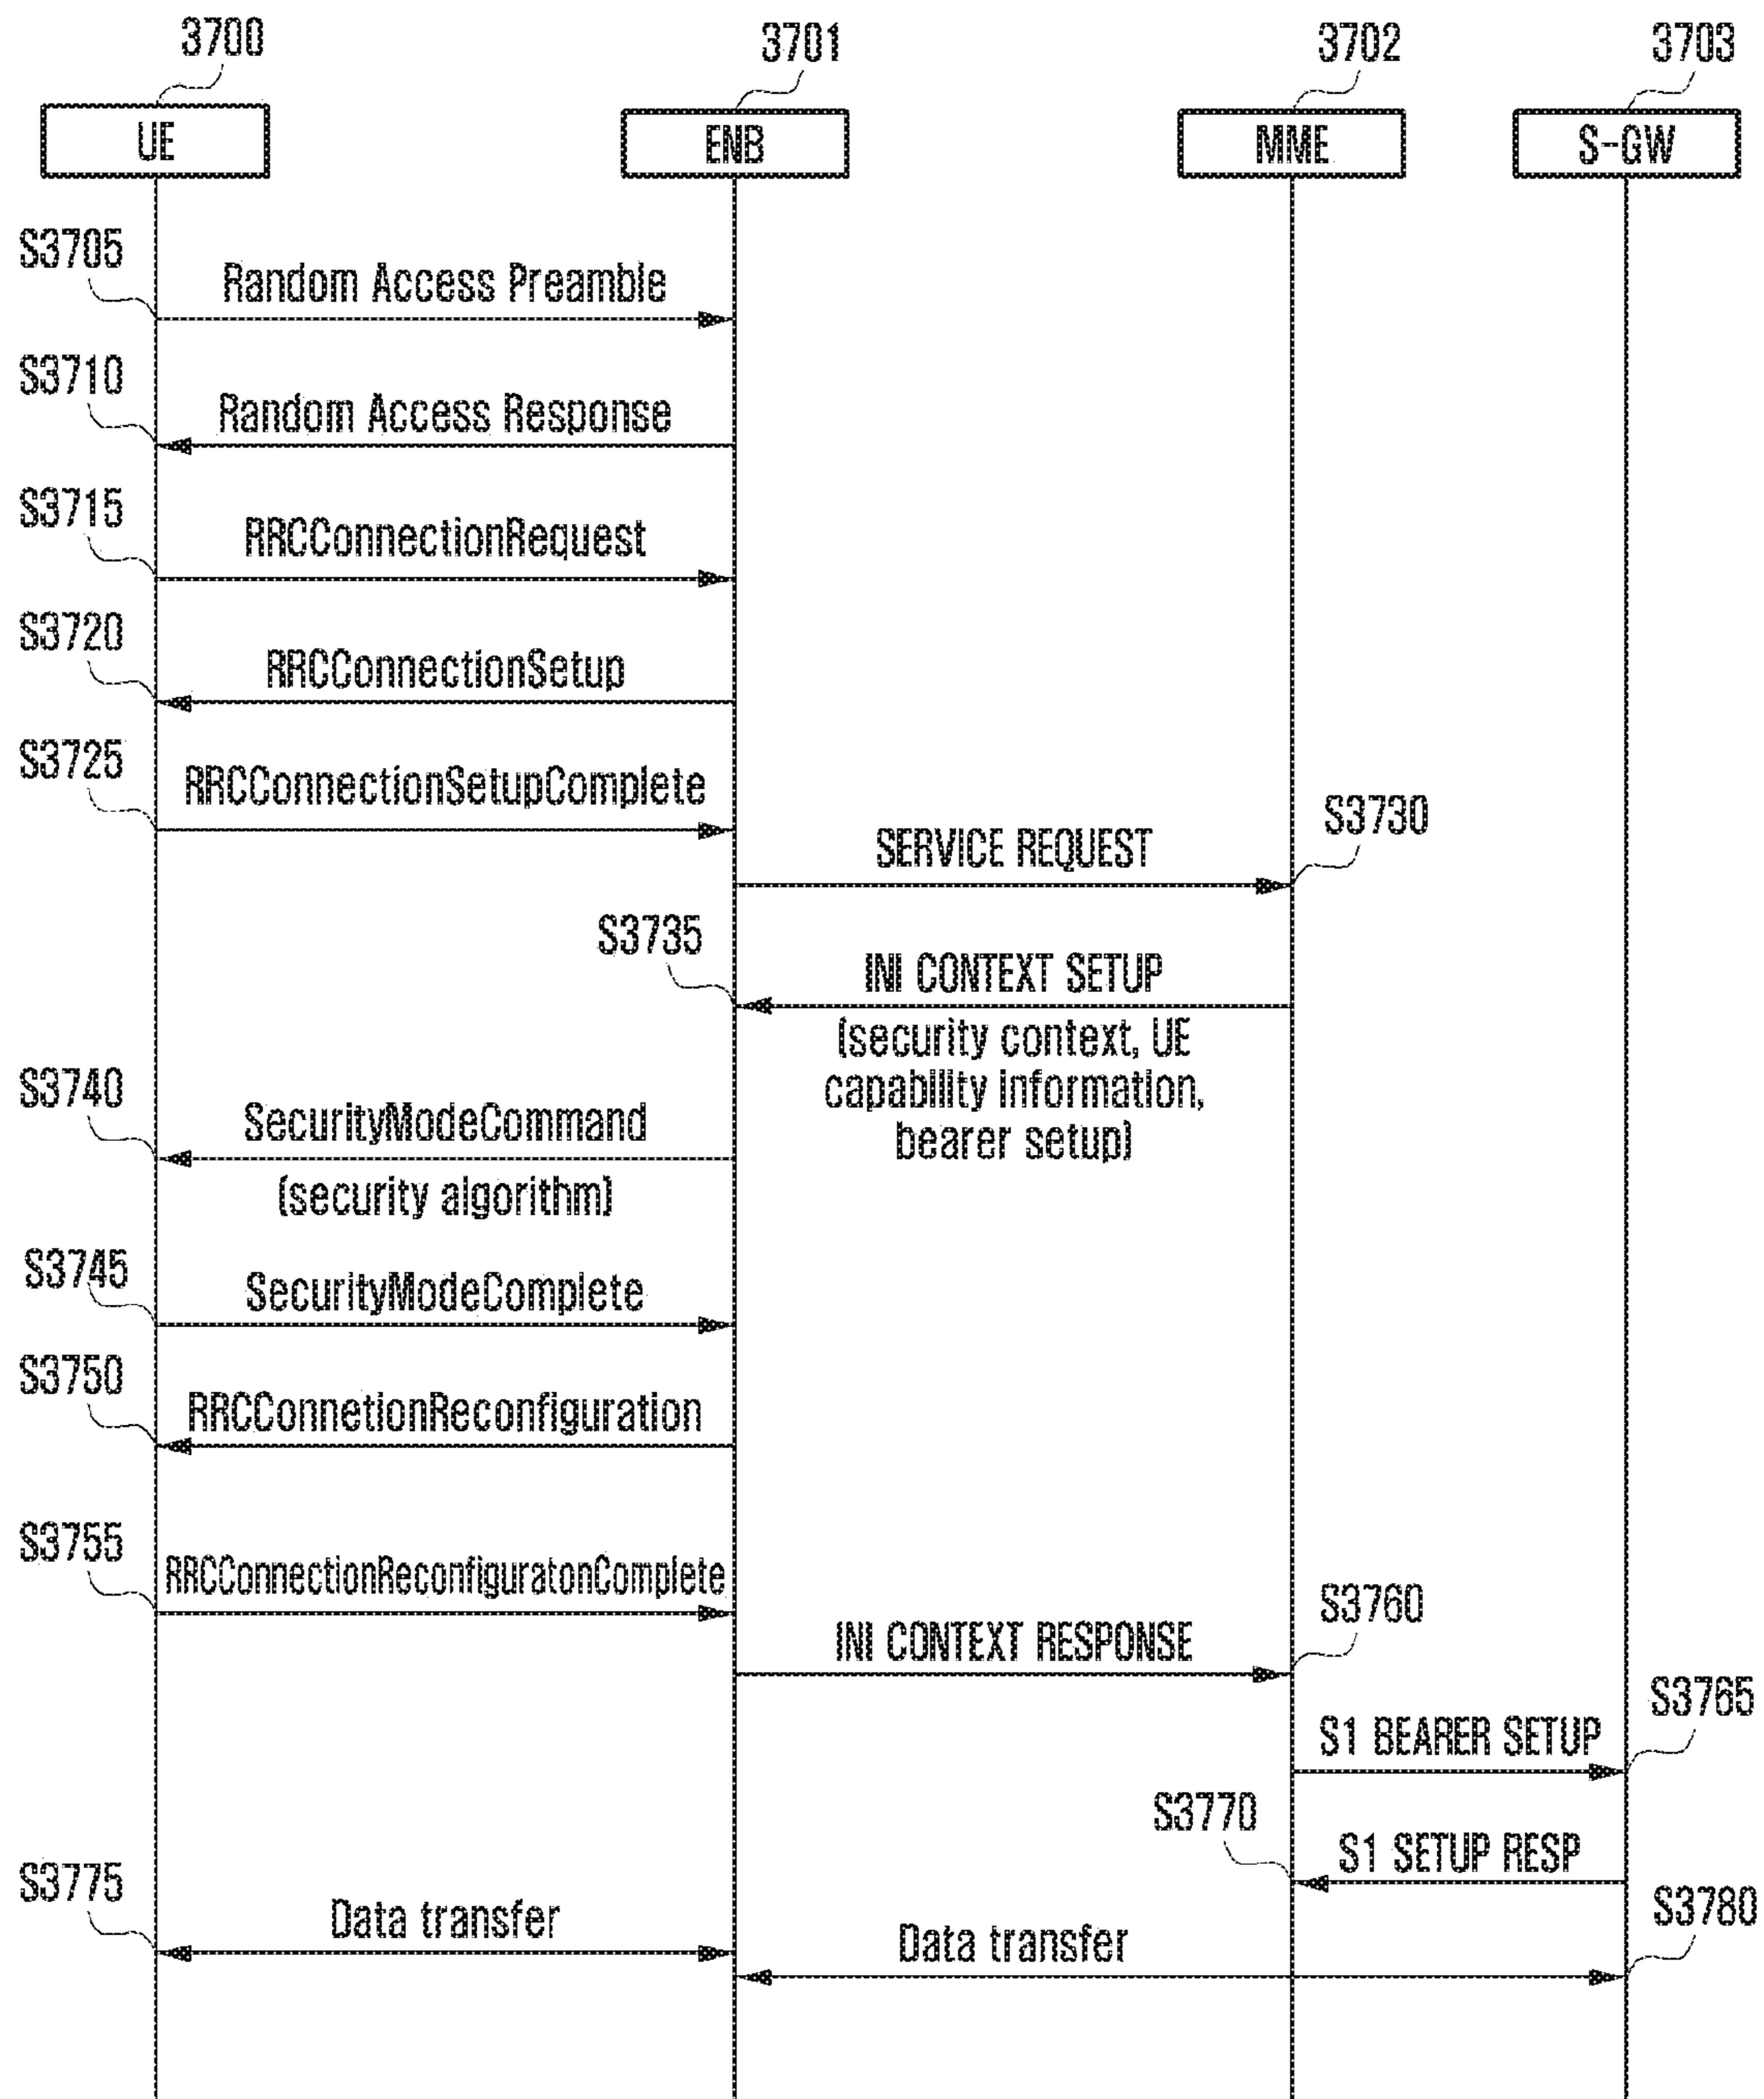 3700
3701
3702
3703
UE
ENB
MME
S-GW
S3705
Random Access Preamble
S3710
Random Access Response
S3715
RRCConnectionRequest
S3720
RRCConnectionSetup
S3725
RRCConnectionSetupComplete
S3730
SERVICE REQUEST
S3735
INI CONTEXT SETUP
(security context, UE
capability information,
bearer setup)
S3740
SecurityModeCommand
(security algorithm)
S3745
SecurityModeComplete
S3750
RRCConnetionReconfiguration
S3755
RRCConnectionReconfiguratonComplete
S3760
INI CONTEXT RESPONSE
S3765
S1 BEARER SETUP
S3770
S1 SETUP RESP
S3775
Data transfer
S3780
Data transfer